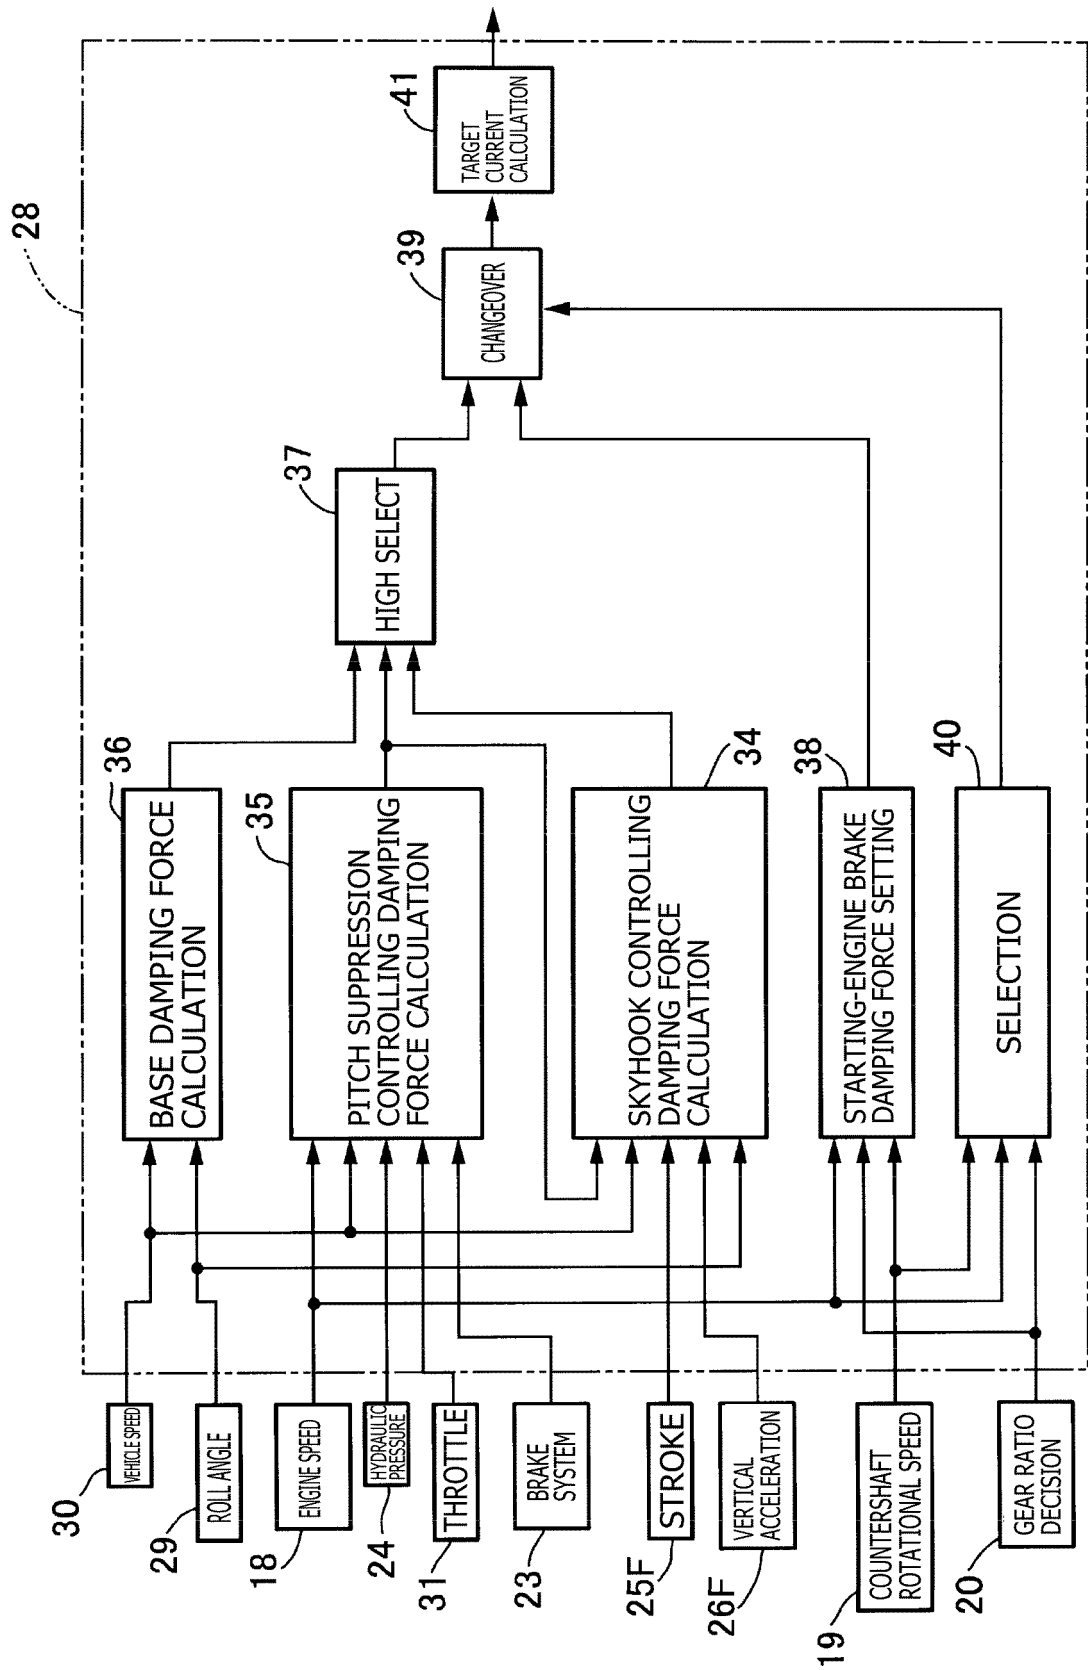 28
30
VEHICLE SPEED
29
ROLL ANGLE
18
ENGINE SPEED
24
HYDRAULIC
PRESSURE
31
THROTTLE
23
BRAKE
SYSTEM
25F
STROKE
26F
VERTICAL
ACCELERATION
19
COUNTERSHAFT
ROTATIONAL SPEED
20
GEAR RATIO
DECISION
36
BASE DAMPING FORCE
CALCULATION
35
PITCH SUPPRESSION
CONTROLLING DAMPING
FORCE CALCULATION
34
SKYHOOK CONTROLLING
DAMPING FORCE
CALCULATION
38
STARTING-ENGINE BRAKE
DAMPING FORCE SETTING
40
SELECTION
37
HIGH SELECT
39
CHANGEOVER
41
TARGET
CURRENT
CALCULATION